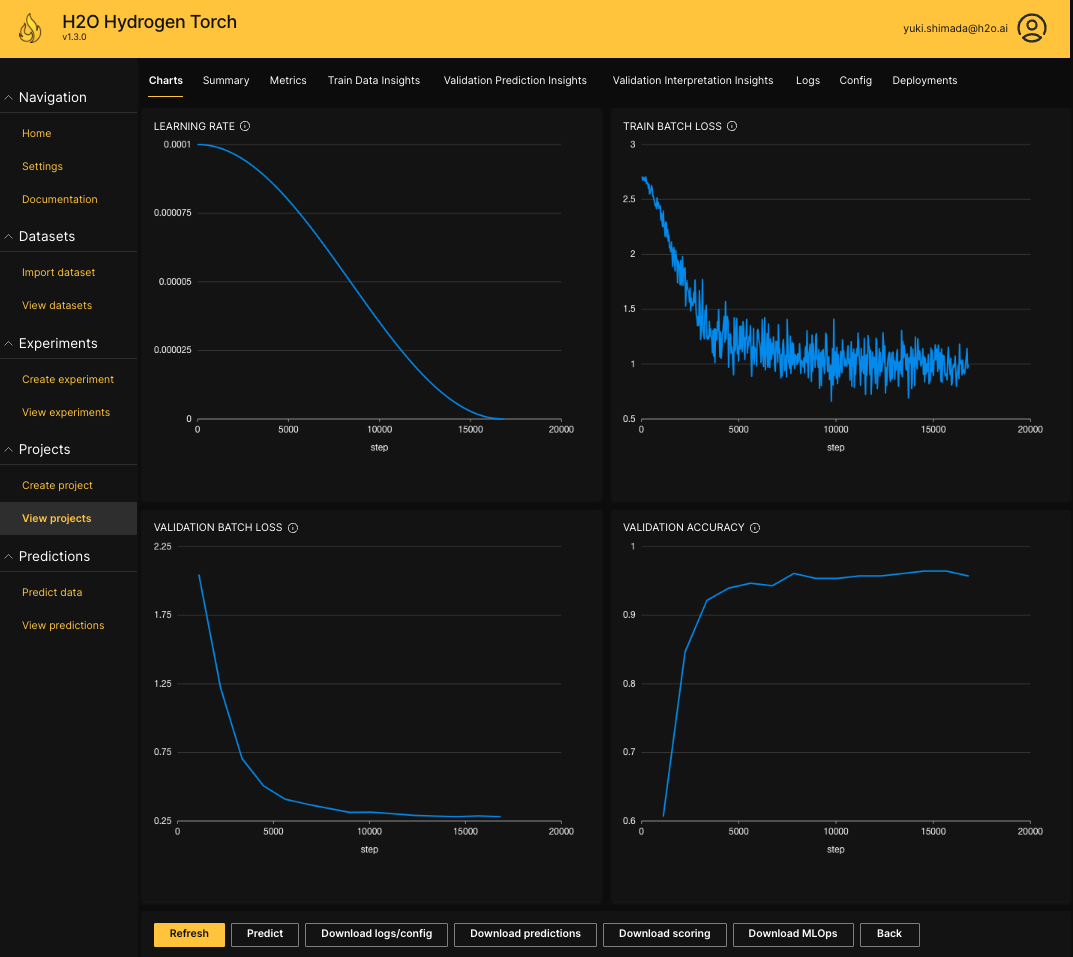 H2O Hydrogen Torch
v1.3.0
yuki.shimada@h2o.ai
Navigation
Home
Settings
Documentation
Datasets
Import dataset
View datasets
Experiments
Create experiment
View experiments
Projects
Create project
View projects
Predictions
Predict data
View predictions
Charts Summary Metrics Train Data Insights Validation Prediction Insights Validation Interpretation Insights Logs Config Deployments
LEARNING RATE
0.0001
0.000075
0.00005
0.000025
0
0 5000 10000 15000 20000
step
TRAIN BATCH LOSS
3
2.5
2
1.5
1
0.5
0 5000 10000 15000 20000
step
VALIDATION BATCH LOSS
2.25
1.75
1.25
0.75
0.25
0 5000 10000 15000 20000
step
VALIDATION ACCURACY
1
0.9
0.8
0.7
0.6
0 5000 10000 15000 20000
step
Refresh Predict Download logs/config Download predictions Download scoring Download MLOps Back